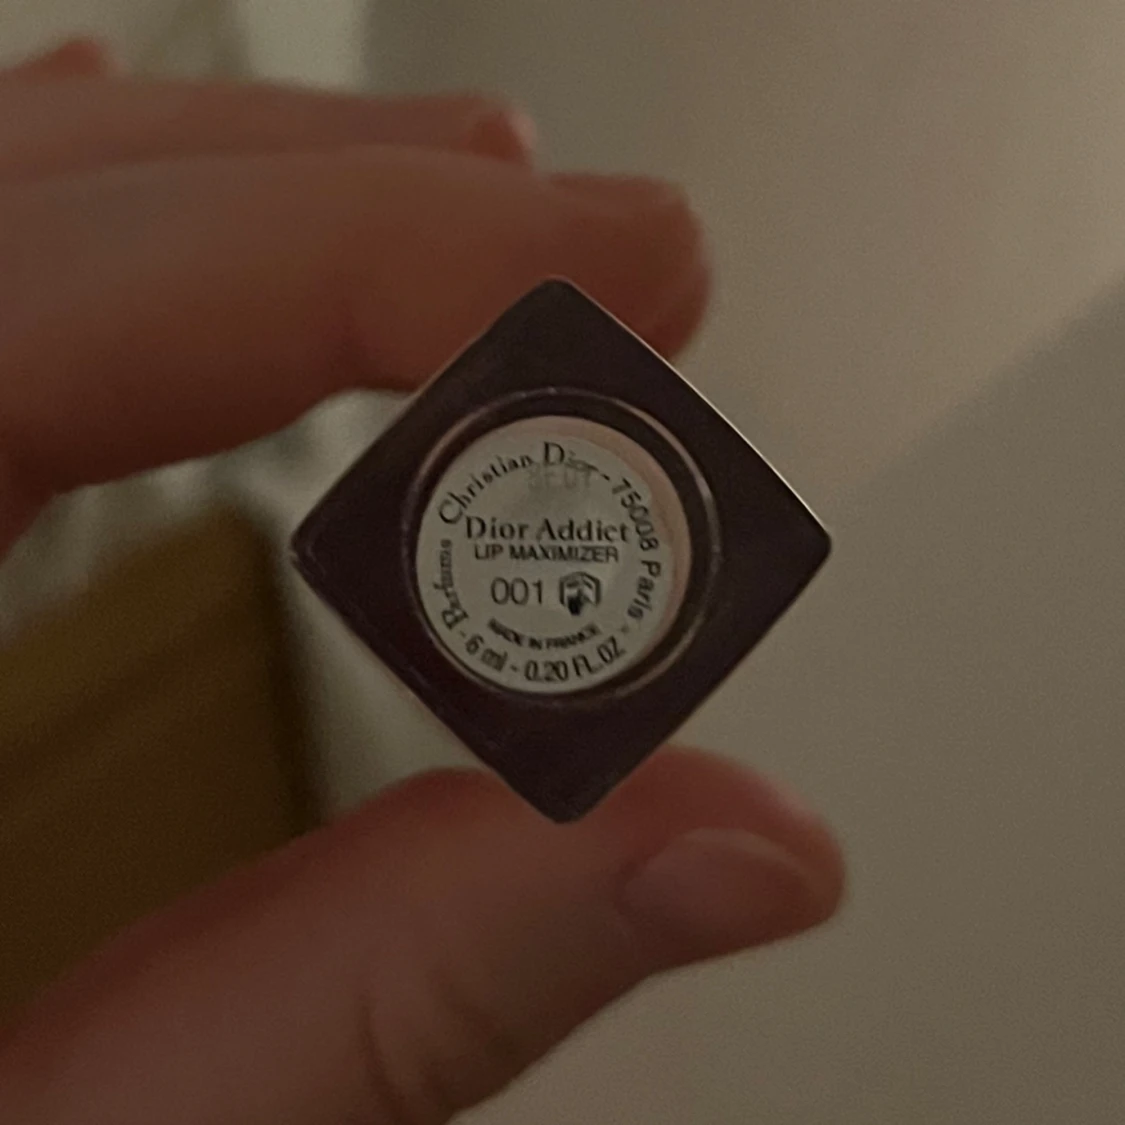 Parfums Christian Dior - 75008 Paris -
Dior Addict
LIP MAXIMIZER
001
MADE IN FRANCE
6 ml - 0.20 FL.OZ